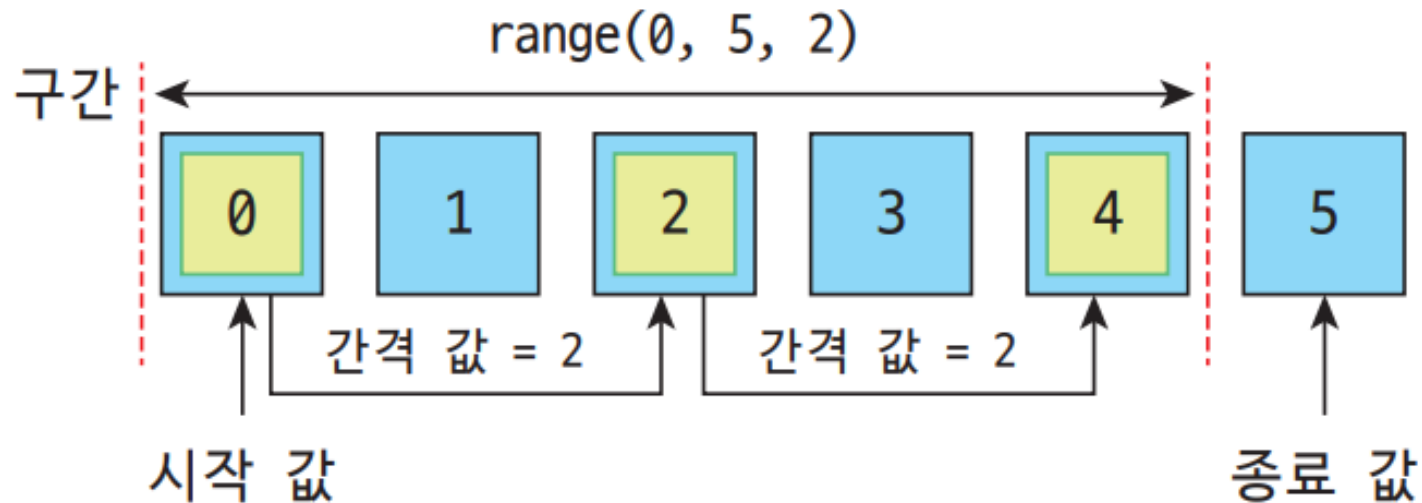 range(0, 5, 2)
구간
0 1 2 3 4 5
간격 값 = 2 간격 값 = 2
시작 값 종료 값